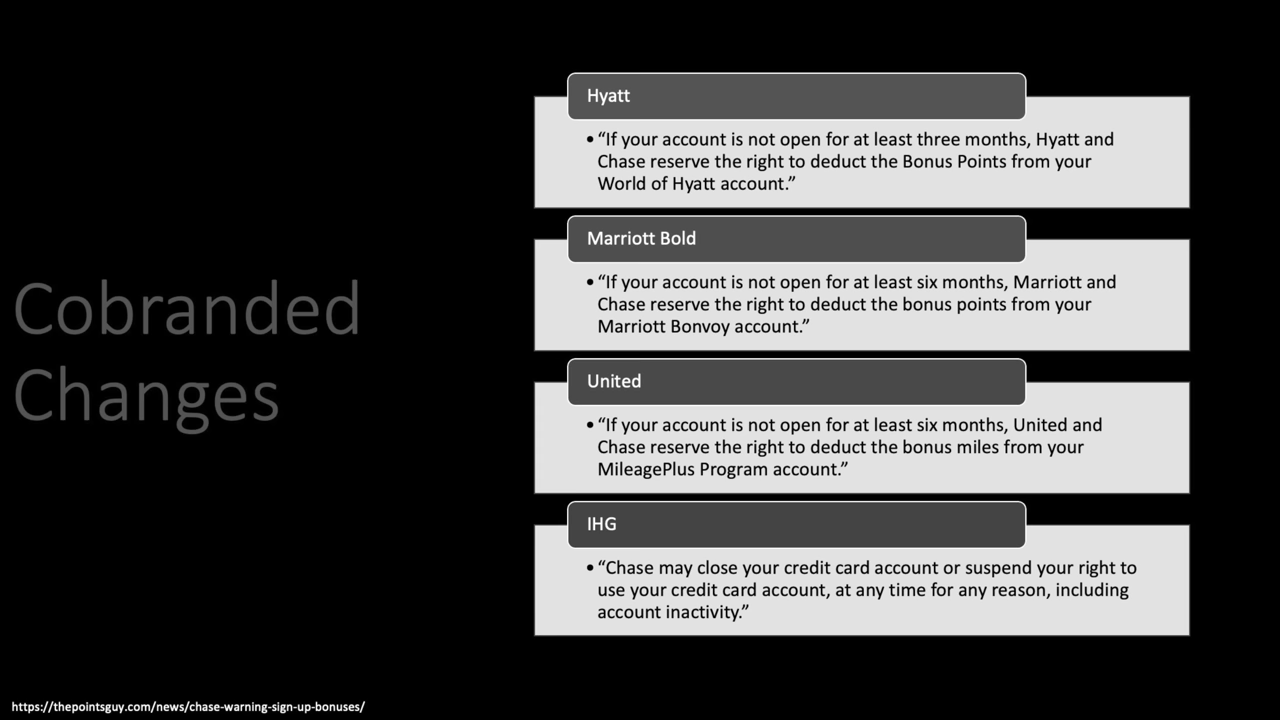 Cobranded
Changes
Hyatt
• “If your account is not open for at least three months, Hyatt and
Chase reserve the right to deduct the Bonus Points from your
World of Hyatt account.”
Marriott Bold
• “If your account is not open for at least six months, Marriott and
Chase reserve the right to deduct the bonus points from your
Marriott Bonvoy account.”
United
• “If your account is not open for at least six months, United and
Chase reserve the right to deduct the bonus miles from your
MileagePlus Program account.”
IHG
• “Chase may close your credit card account or suspend your right to
use your credit card account, at any time for any reason, including
account inactivity.”
https://thepointsguy.com/news/chase-warning-sign-up-bonuses/